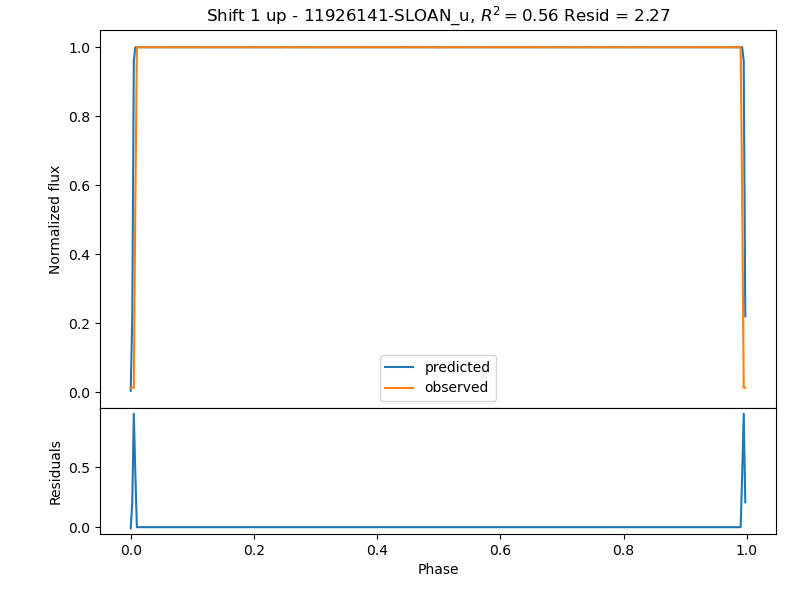 Shift 1 up - 11926141-SLOAN_u, $R^2 = 0.56$ Resid = 2.27
1.0
0.8
0.6
0.4
0.2
0.0
Normalized flux
predicted
observed
0.5
0.0
Residuals
0.0 0.2 0.4 0.6 0.8 1.0
Phase